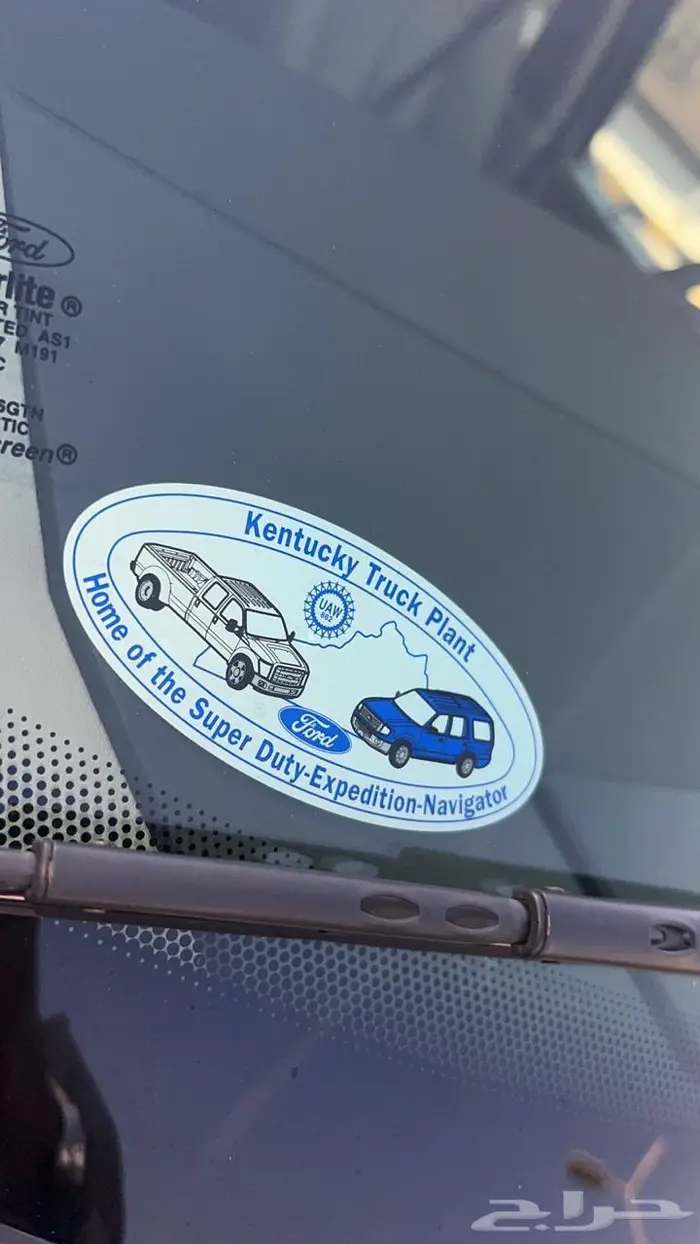 Ford
rlite®
R TINT
TED AS1
M191
C
SGTN
TIC
creen®
Kentucky Truck Plant
UAW
862
Ford
Home of the Super Duty-Expedition-Navigator
حراج